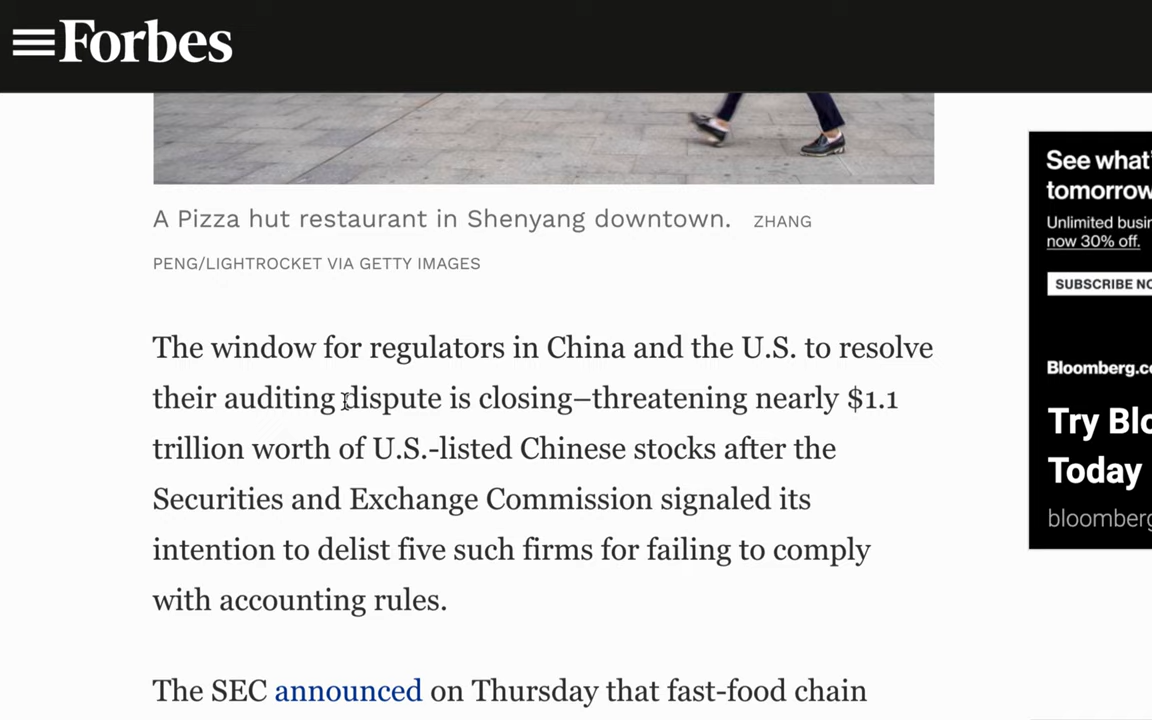 Forbes
A Pizza hut restaurant in Shenyang downtown. ZHANG
PENG/LIGHTROCKET VIA GETTY IMAGES
The window for regulators in China and the U.S. to resolve
their auditing dispute is closing–threatening nearly $1.1
trillion worth of U.S.-listed Chinese stocks after the
Securities and Exchange Commission signaled its
intention to delist five such firms for failing to comply
with accounting rules.
The SEC announced on Thursday that fast-food chain
See what'
tomorrow
Unlimited busin
now 30% off.
SUBSCRIBE NO
Bloomberg.co
Try Blo
Today
bloomberg